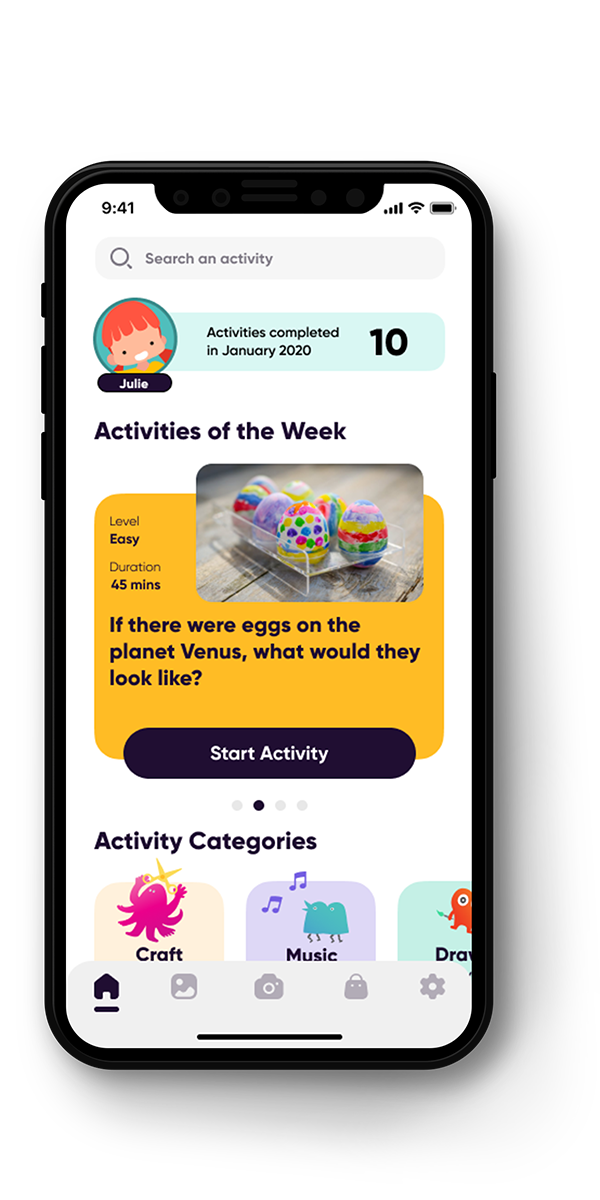 9:41
Search an activity
Activities completed
in January 2020
10
Julie
Activities of the Week
Level
Easy
Duration
45 mins
If there were eggs on the
planet Venus, what would they
look like?
Start Activity
Activity Categories
Craft
Music
Draw